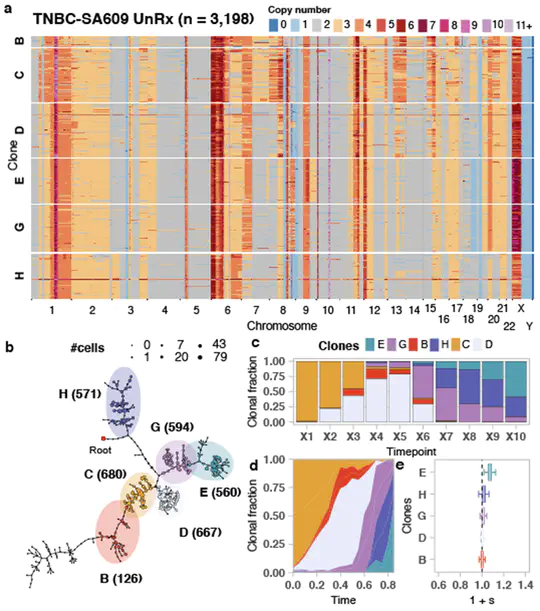 a
TNBC-SA609 UnRx (n = 3,198)
Copy number
0 1 2 3 4 5 6 7 8 9 10 11+
Clone
B
C
D
E
G
H
1 2 3 4 5 6 7 8 9 10 11 12 13 14 15 16 17 18 19 20 21 22 X Y
Chromosome
b
#cells
0 7 43
1 20 79
H (571)
G (594)
Root
C (680)
E (560)
D (667)
B (126)
c
Clones E G B H C D
Clonal fraction
1.00
0.75
0.50
0.25
0.00
X1 X2 X3 X4 X5 X6 X7 X8 X9 X10
Timepoint
d
Clonal fraction
1.00
0.75
0.50
0.25
0.00
0.0 0.2 0.4 0.6 0.8
Time
e
Clones
E
H
G
D
B
0.6 0.8 1.0 1.2 1.4
1 + s